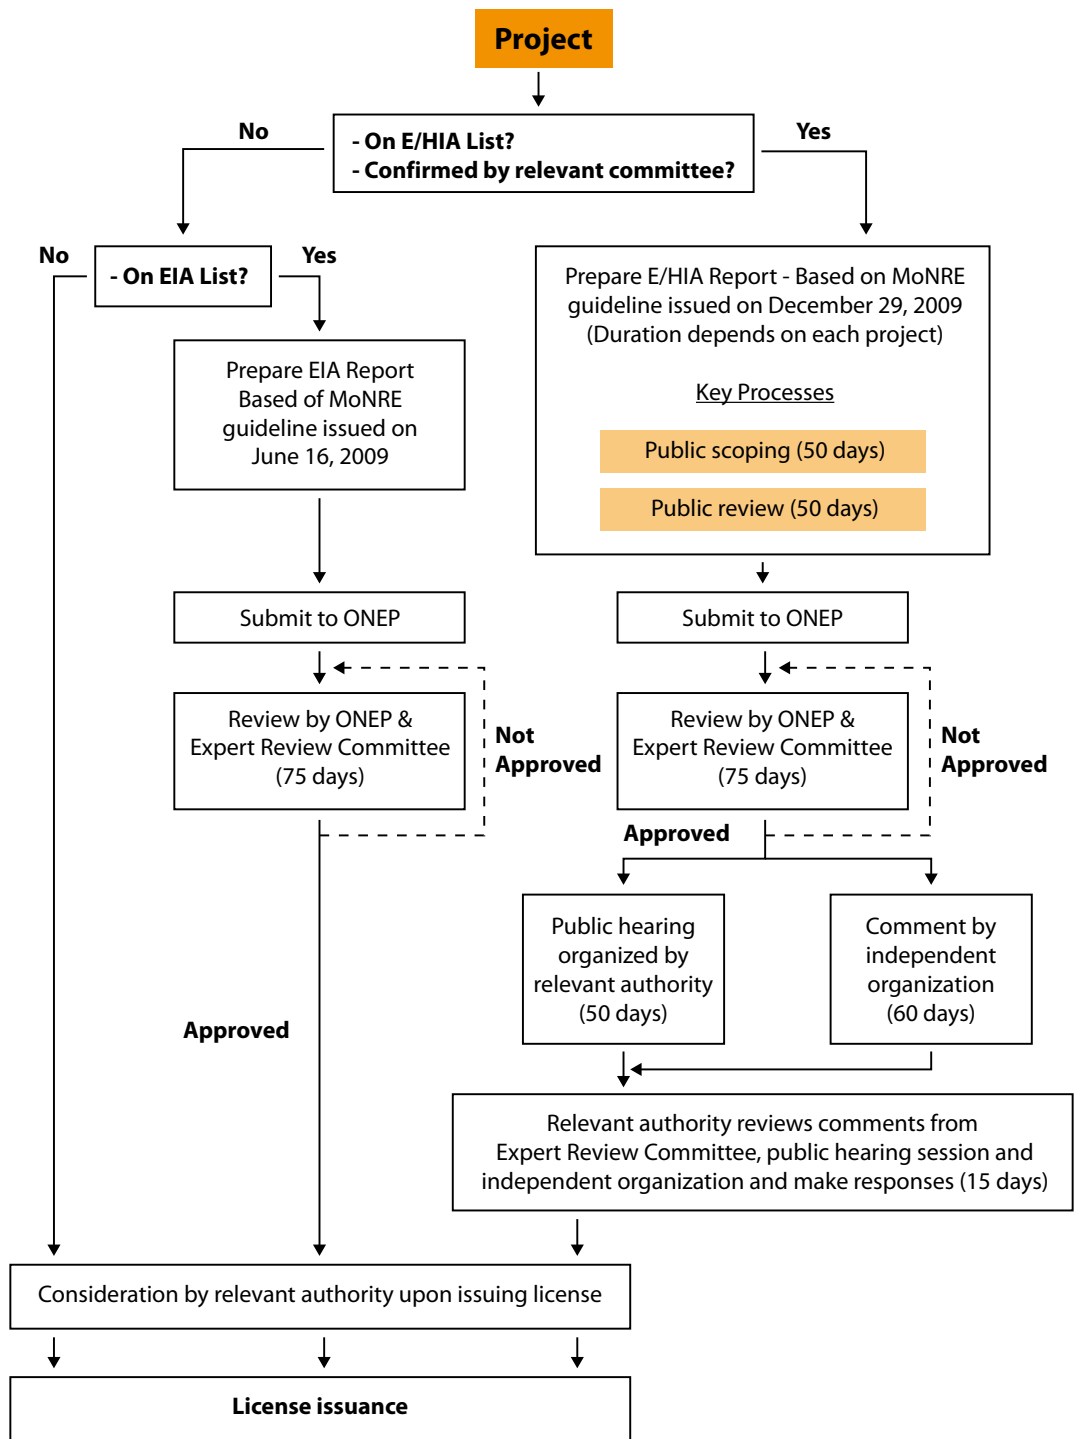 Project
No
- On E/HIA List?
- Confirmed by relevant committee?
Yes
No
- On EIA List?
Yes
Prepare EIA Report
Based of MoNRE
guideline issued on
June 16, 2009
Prepare E/HIA Report - Based on MoNRE
guideline issued on December 29, 2009
(Duration depends on each project)
Key Processes
Public scoping (50 days)
Public review (50 days)
Submit to ONEP
Submit to ONEP
Review by ONEP &
Expert Review Committee
(75 days)
Not
Approved
Review by ONEP &
Expert Review Committee
(75 days)
Not
Approved
Approved
Public hearing
organized by
relevant authority
(50 days)
Comment by
independent
organization
(60 days)
Approved
Relevant authority reviews comments from
Expert Review Committee, public hearing session and
independent organization and make responses (15 days)
Consideration by relevant authority upon issuing license
License issuance